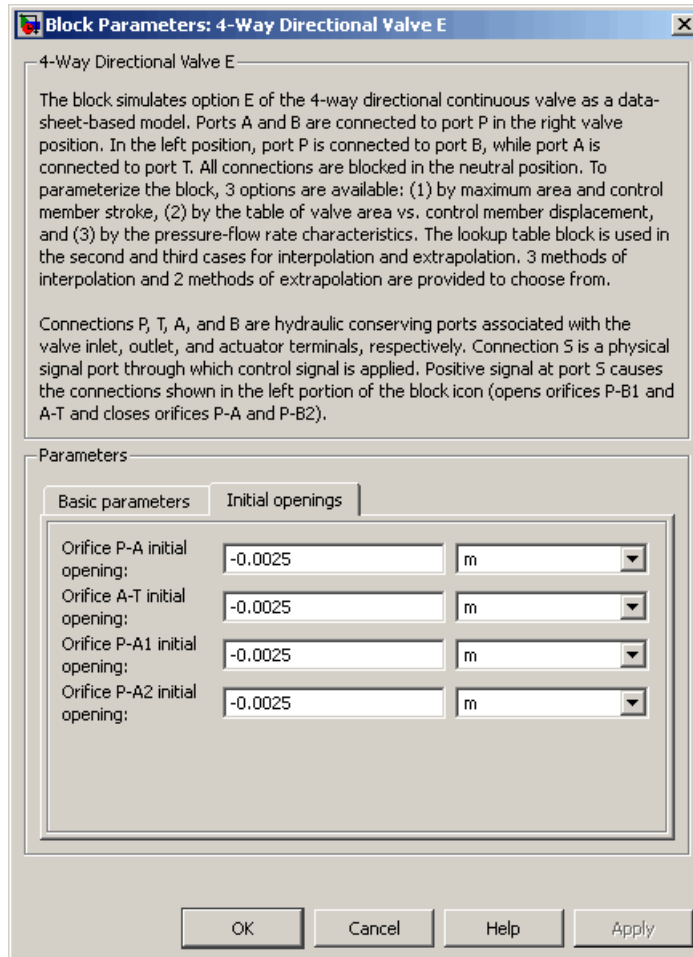 Block Parameters: 4-Way Directional Valve E
4-Way Directional Valve E
The block simulates option E of the 4-way directional continuous valve as a data-
sheet-based model. Ports A and B are connected to port P in the right valve
position. In the left position, port P is connected to port B, while port A is
connected to port T. All connections are blocked in the neutral position. To
parameterize the block, 3 options are available: (1) by maximum area and control
member stroke, (2) by the table of valve area vs. control member displacement,
and (3) by the pressure-flow rate characteristics. The lookup table block is used in
the second and third cases for interpolation and extrapolation. 3 methods of
interpolation and 2 methods of extrapolation are provided to choose from.
Connections P, T, A, and B are hydraulic conserving ports associated with the
valve inlet, outlet, and actuator terminals, respectively. Connection S is a physical
signal port through which control signal is applied. Positive signal at port S causes
the connections shown in the left portion of the block icon (opens orifices P-B1 and
A-T and closes orifices P-A and P-B2).
Parameters
Basic parameters Initial openings
Orifice P-A initial
opening: -0.0025 m
Orifice A-T initial
opening: -0.0025 m
Orifice P-A1 initial
opening: -0.0025 m
Orifice P-A2 initial
opening: -0.0025 m
OK Cancel Help Apply